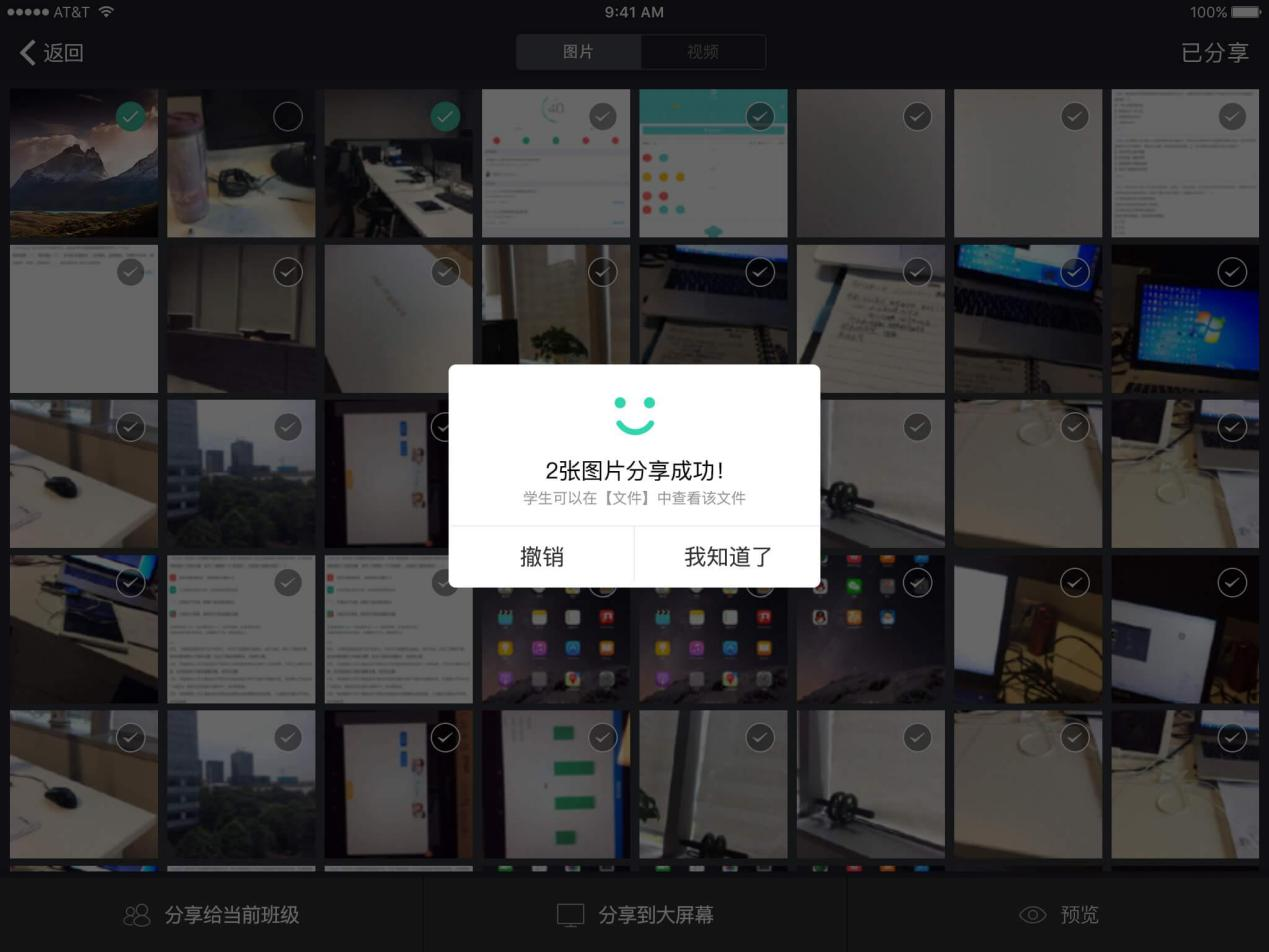 AT&T
9:41 AM
100%
返回
图片
视频
已分享
40
2张图片分享成功!
学生可以在【文件】中查看该文件
撤销
我知道了
分享给当前班级
分享到大屏幕
预览